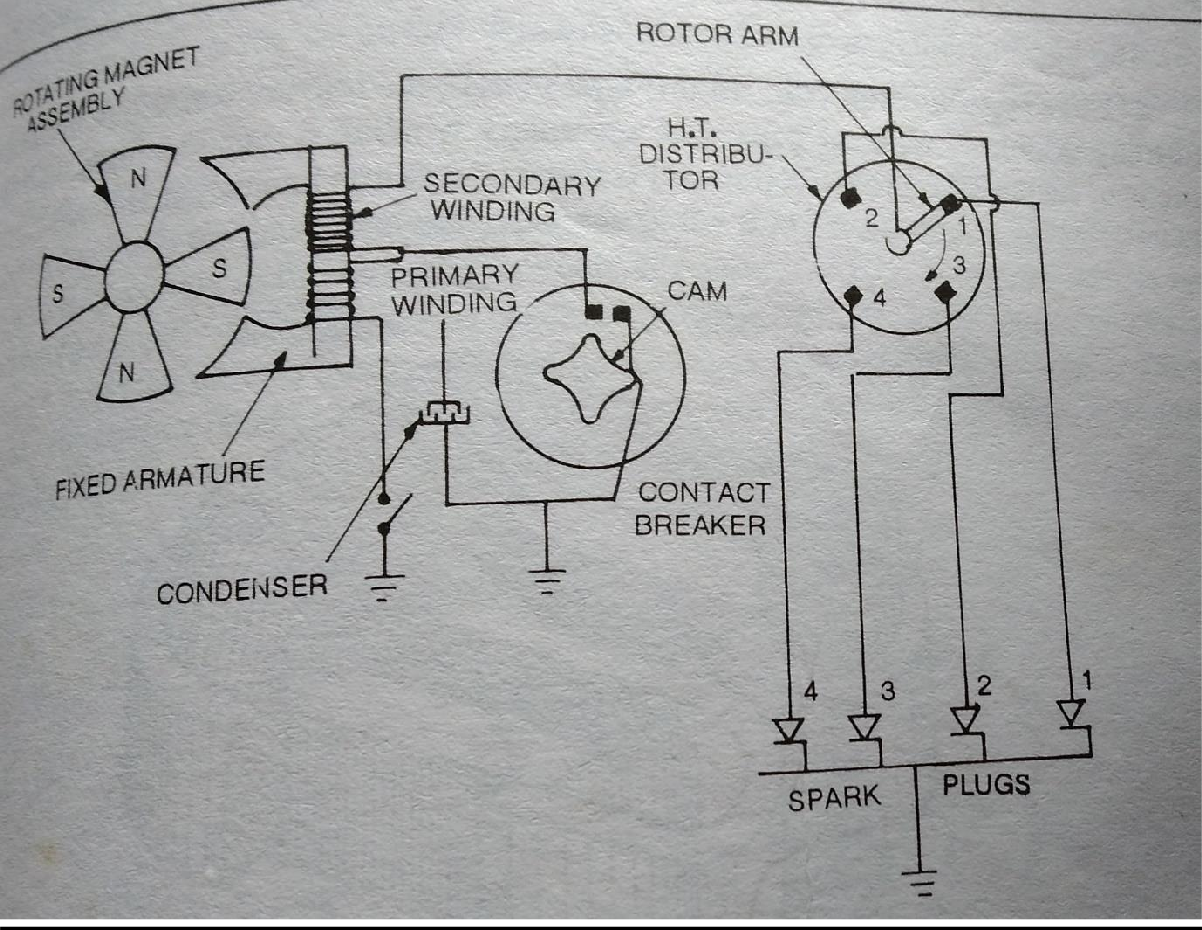 ROTOR ARM
ROTATING MAGNET
ASSEMBLY
H.T.
DISTRIBU-
TOR
N
SECONDARY
WINDING
2
1
S
S
3
PRIMARY
WINDING
CAM
4
N
FIXED ARMATURE
CONTACT
BREAKER
CONDENSER
4
3
2
1
SPARK
PLUGS